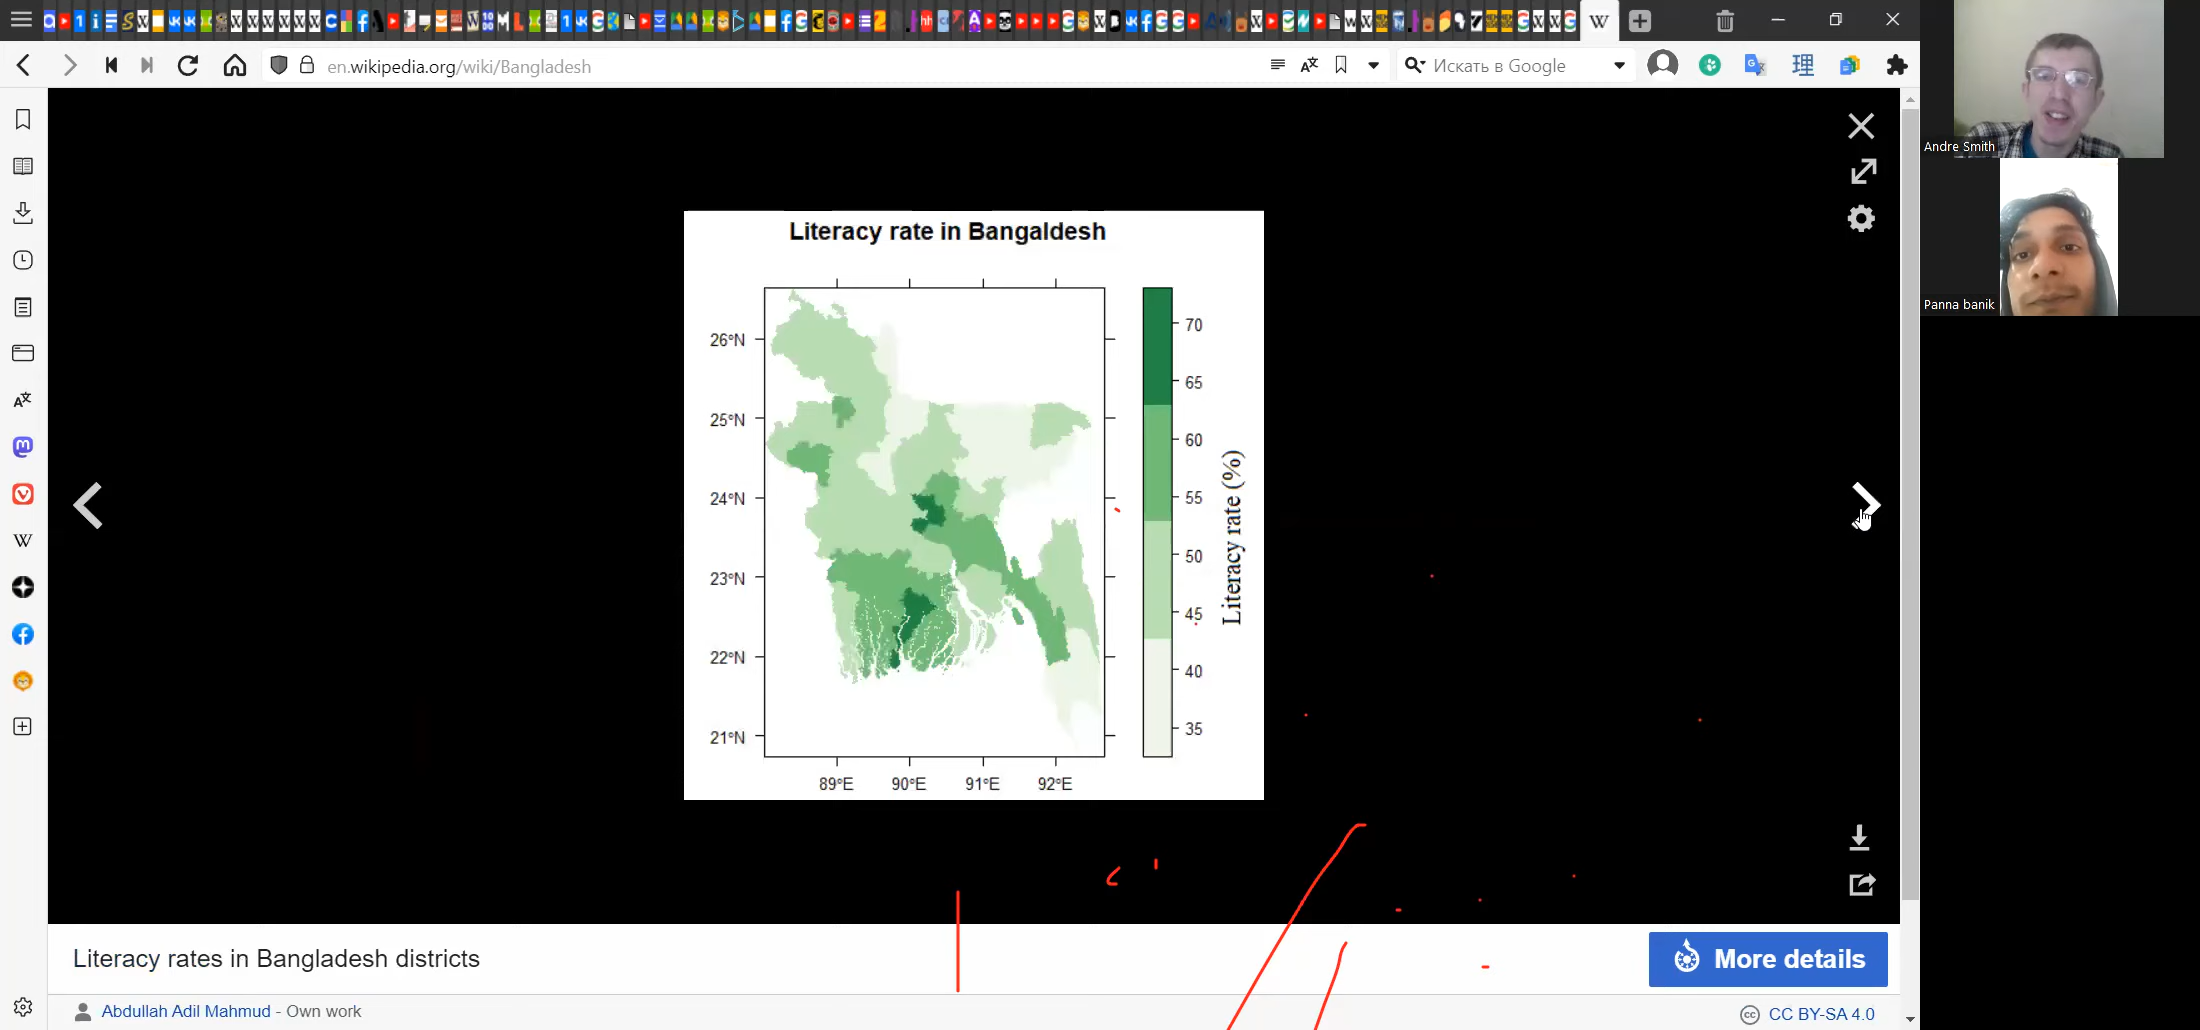 en.wikipedia.org/wiki/Bangladesh
Искать в Google
Andre Smith
Panna banik
Literacy rate in Bangaldesh
26°N
25°N
24°N
23°N
22°N
21°N
89°E 90°E 91°E 92°E
70
65
60
55
50
45
40
35
Literacy rate (%)
Literacy rates in Bangladesh districts
More details
Abdullah Adil Mahmud - Own work
CC BY-SA 4.0